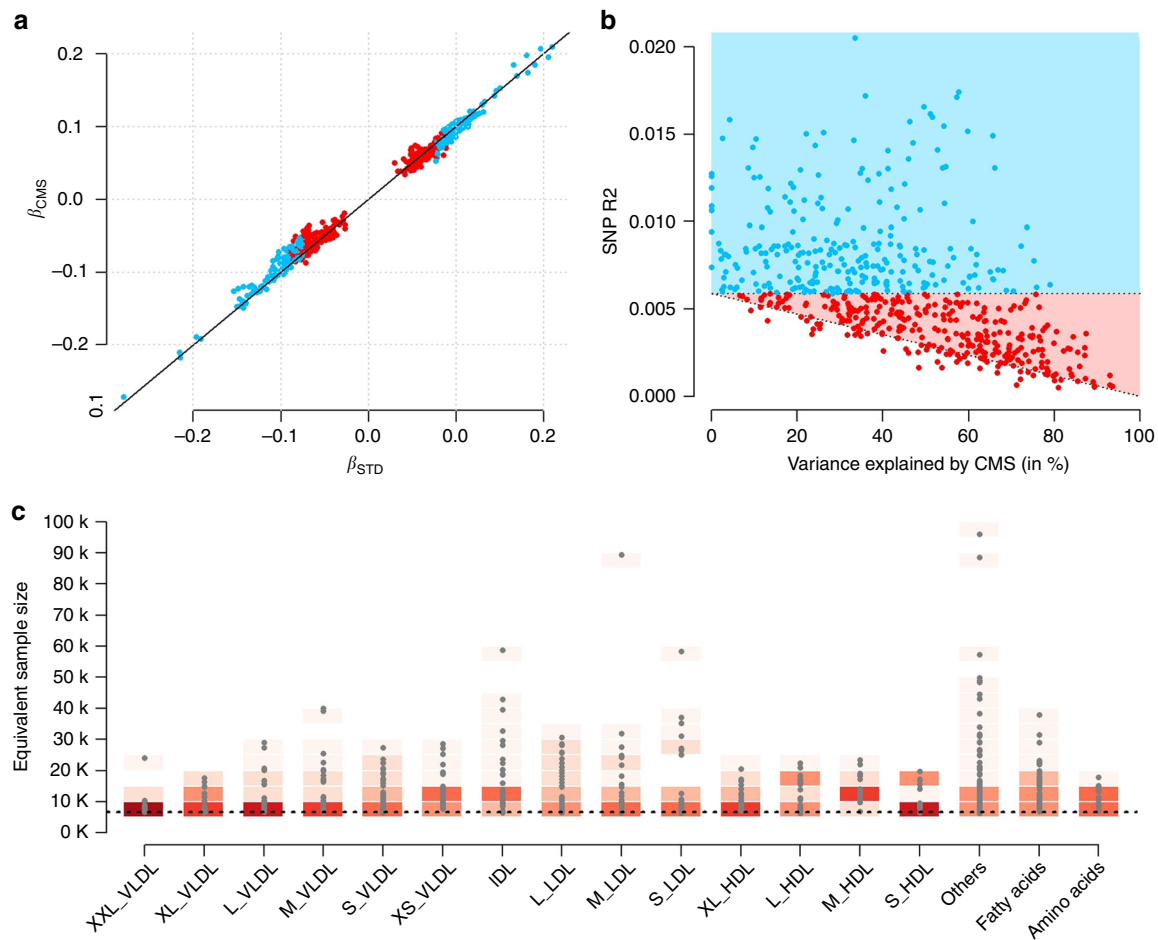 a
0.2
0.1
0.0
−0.1
−0.2
0.1
βCMS
−0.2
−0.1
0.0
0.0
0.2
βSTD
b
0.020
0.015
0.010
0.005
0.000
SNP R2
0
20
40
60
80
100
Variance explained by CMS (in %)
c
100 k
90 k
80 k
70 k
60 k
50 k
40 k
30 k
20 K
10 K
0 K
Equivalent sample size
XXL_VLDL
XL_VLDL
L_VLDL
M_VLDL
S_VLDL
XS_VLDL
IDL
L_LDL
M_LDL
S_LDL
XL_HDL
L_HDL
M_HDL
S_HDL
Others
Fatty acids
Amino acids